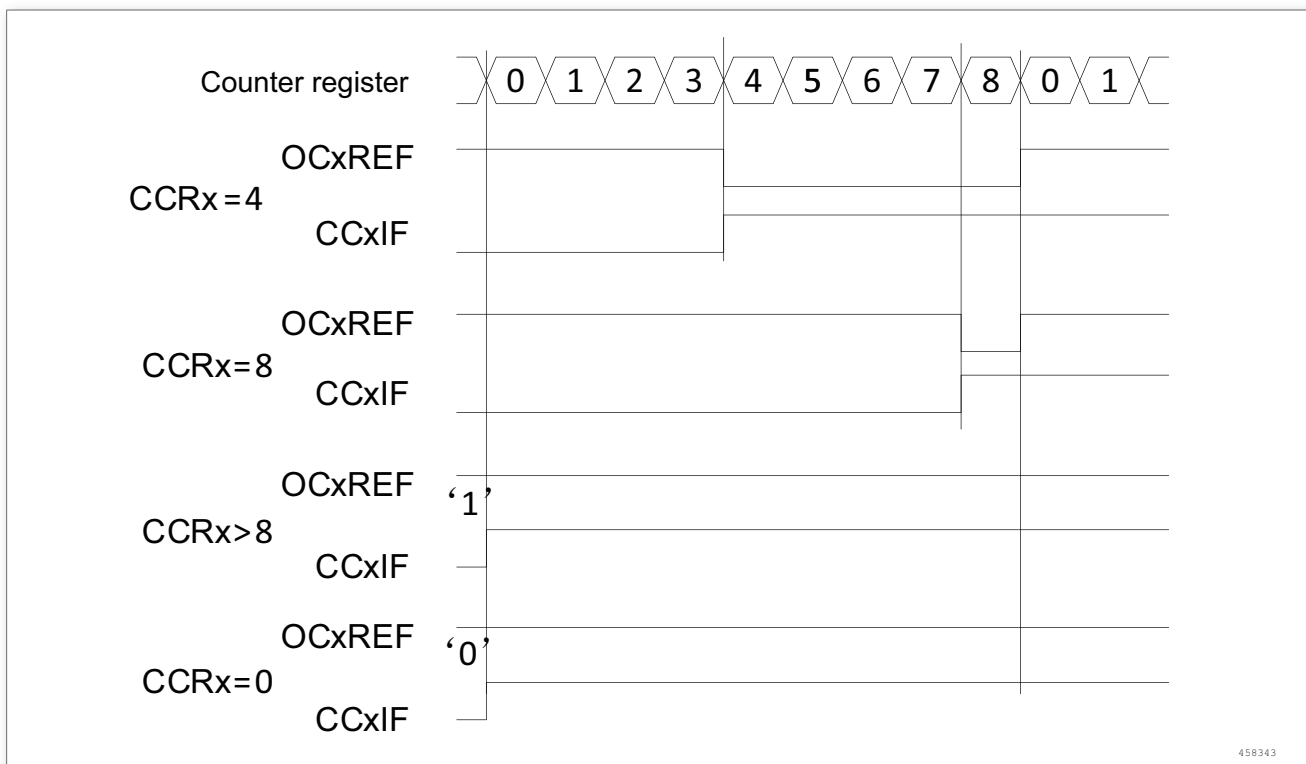 Counter register 0 1 2 3 4 5 6 7 8 0 1
OCxREF
CCRx=4
CCxIF
OCxREF
CCRx=8
CCxIF
OCxREF ‘1’
CCRx>8
CCxIF
OCxREF ‘0’
CCRx=0
CCxIF
458343